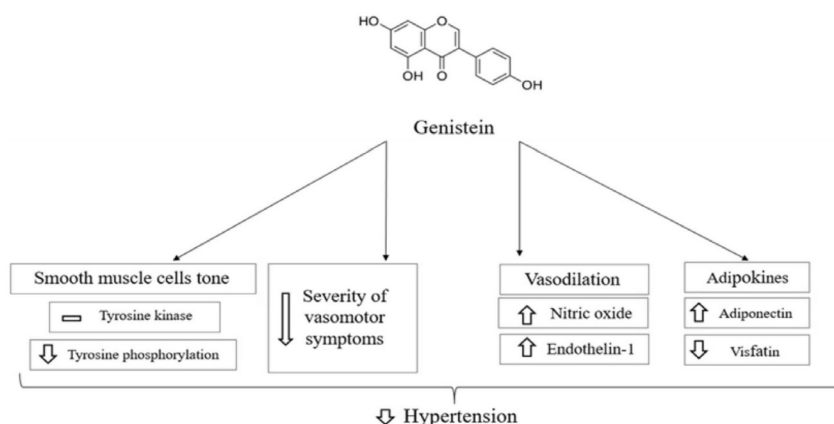 HO
O
OH
O
OH
Genistein
Smooth muscle cells tone
Tyrosine kinase
Tyrosine phosphorylation
Severity of
vasomotor
symptoms
Vasodilation
Nitric oxide
Endothelin-1
Adipokines
Adiponectin
Visfatin
Hypertension